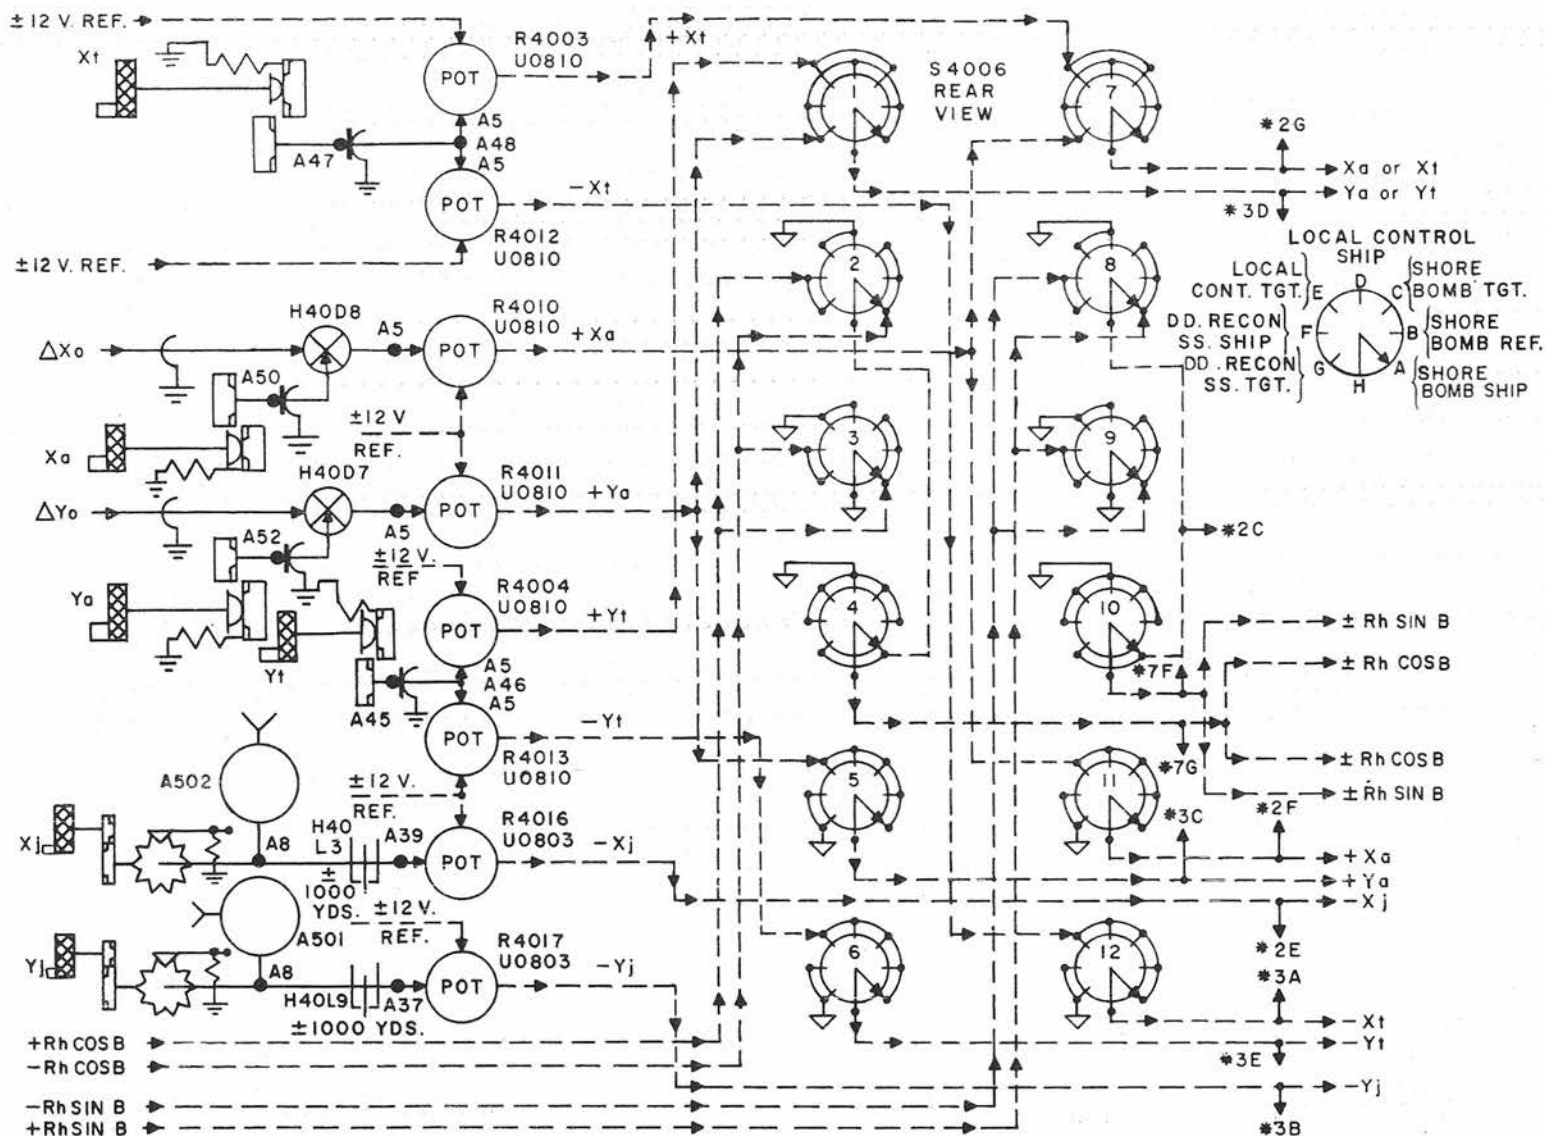 ±12 V. REF.
Xt
POT
R4003
U0810
+Xt
A5
A48
A5
A47
POT
R4012
U0810
-Xt
±12 V. REF.
ΔXo
H40D8
A5
R4010
U0810
POT
+Xa
A50
±12 V
REF.
Xa
H40D7
R4011
U0810
POT
+Ya
ΔYo
A5
A52
±12 V.
REF
Ya
Yt
R4004
U0810
POT
+Yt
A5
A46
A5
A45
POT
-Yt
R4013
U0810
A502
±12 V.
REF.
Xj
A8
H40
L3
±
1000
YDS.
A39
R4016
U0803
POT
-Xj
±12 V.
REF.
A501
Yj
A8
H40L9
A37
±1000 YDS.
R4017
U0803
POT
-Yj
+Rh COS B
-Rh COS B
-Rh SIN B
+Rh SIN B
S4006
REAR
VIEW
1
7
2
8
3
9
4
10
5
11
6
12
*2G
Xa or Xt
Ya or Yt
*3D
LOCAL CONTROL
SHIP
D
LOCAL
CONT. TGT.
E
C
SHORE
BOMB TGT.
DD. RECON
SS. SHIP
F
B
SHORE
BOMB REF.
DD. RECON
SS. TGT.
G
H
A
SHORE
BOMB SHIP
*2C
± Rh SIN B
± Rh COS B
*7F
*7G
± Rh COS B
± Rh SIN B
*3C
*2F
+Xa
+Ya
-Xj
*2E
*3A
-Xt
-Yt
*3E
-Yj
*3B